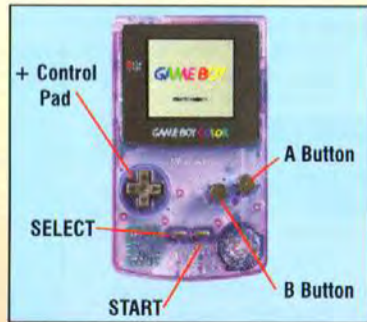 GAME BOY
+ Control
Pad
GAME BOY COLOR
A Button
SELECT
B Button
START